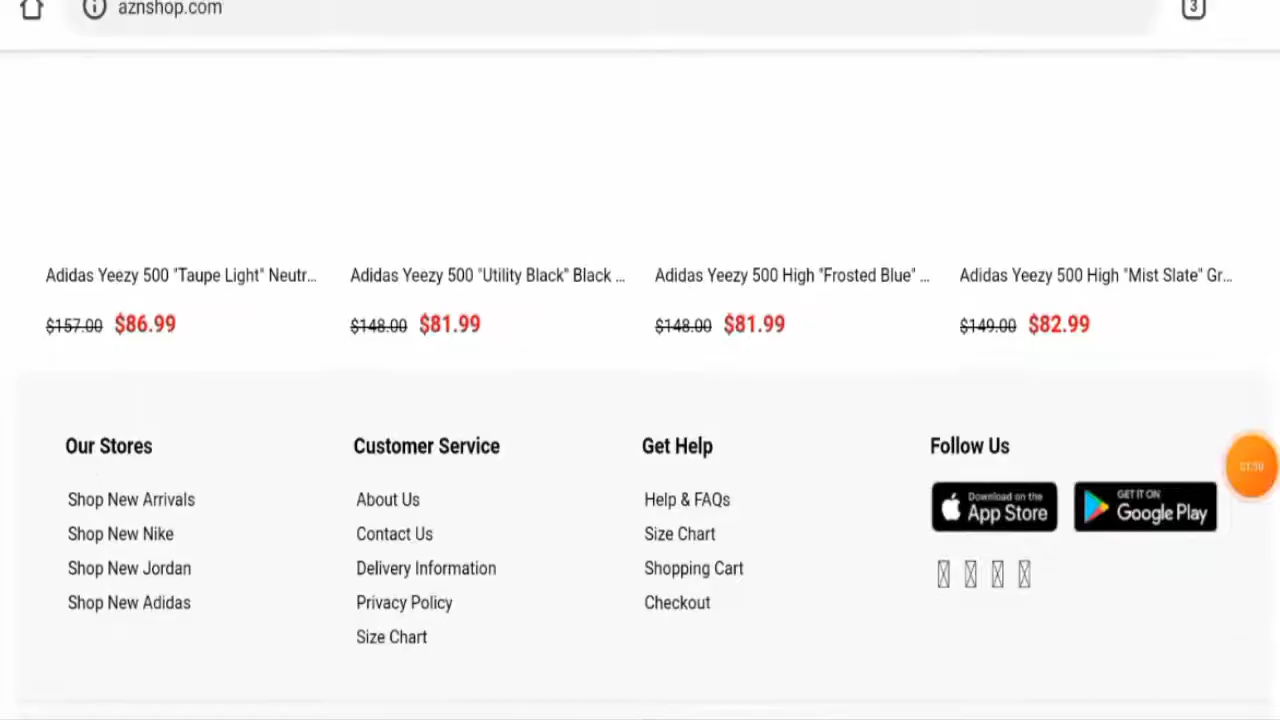 aznshop.com
3
Adidas Yeezy 500 "Taupe Light" Neutr...
Adidas Yeezy 500 "Utility Black" Black ...
Adidas Yeezy 500 High "Frosted Blue" ...
Adidas Yeezy 500 High "Mist Slate" Gr...
$157.00 $86.99
$148.00 $81.99
$148.00 $81.99
$149.00 $82.99
Our Stores
Shop New Arrivals
Shop New Nike
Shop New Jordan
Shop New Adidas
Customer Service
About Us
Contact Us
Delivery Information
Privacy Policy
Size Chart
Get Help
Help & FAQs
Size Chart
Shopping Cart
Checkout
Follow Us
Download on the
App Store
GET IT ON
Google Play